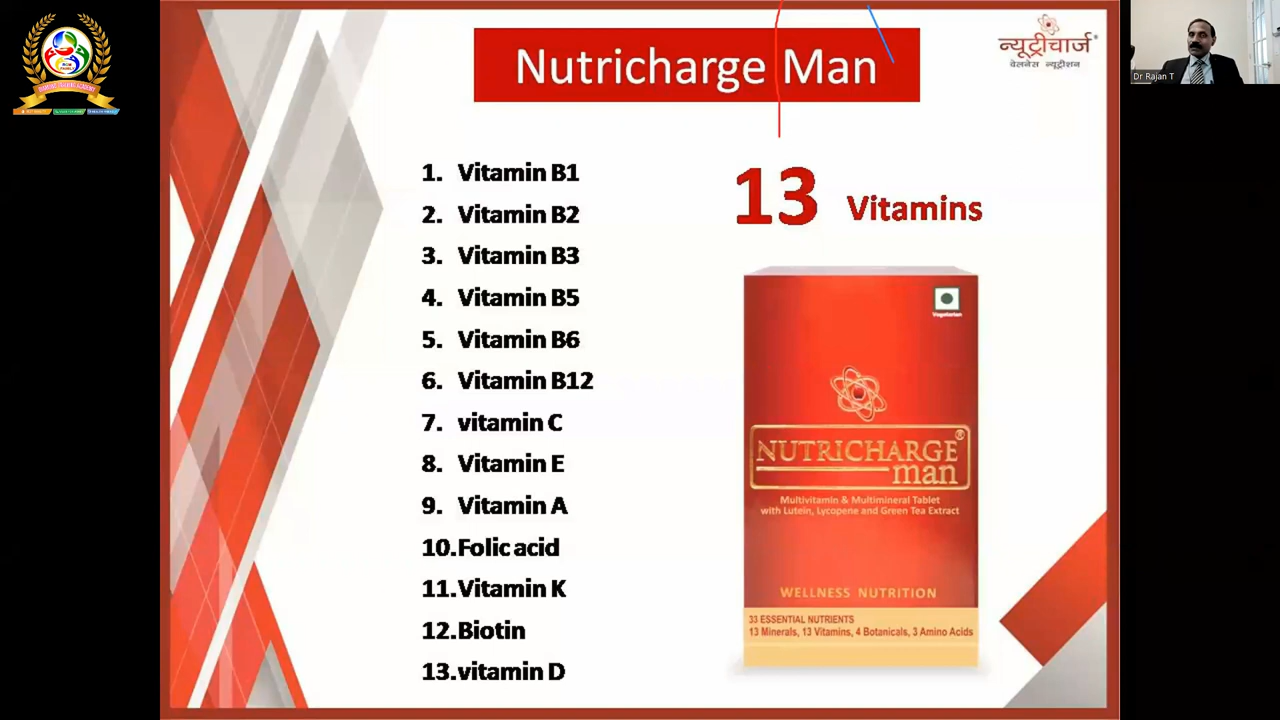 Nutricharge Man
न्यूट्रीचार्ज®
वेलनेस न्यूट्रीशन
Dr Rajan T
1. Vitamin B1
2. Vitamin B2
3. Vitamin B3
4. Vitamin B5
5. Vitamin B6
6. Vitamin B12
7. vitamin C
8. Vitamin E
9. Vitamin A
10.Folic acid
11.Vitamin K
12.Biotin
13.vitamin D
13 Vitamins
Vegetarian
NUTRICHARGE®
man
Multivitamin & Multimineral Tablet
with Lutein, Lycopene and Green Tea Extract
WELLNESS NUTRITION
33 ESSENTIAL NUTRIENTS
13 Minerals, 13 Vitamins, 4 Botanicals, 3 Amino Acids